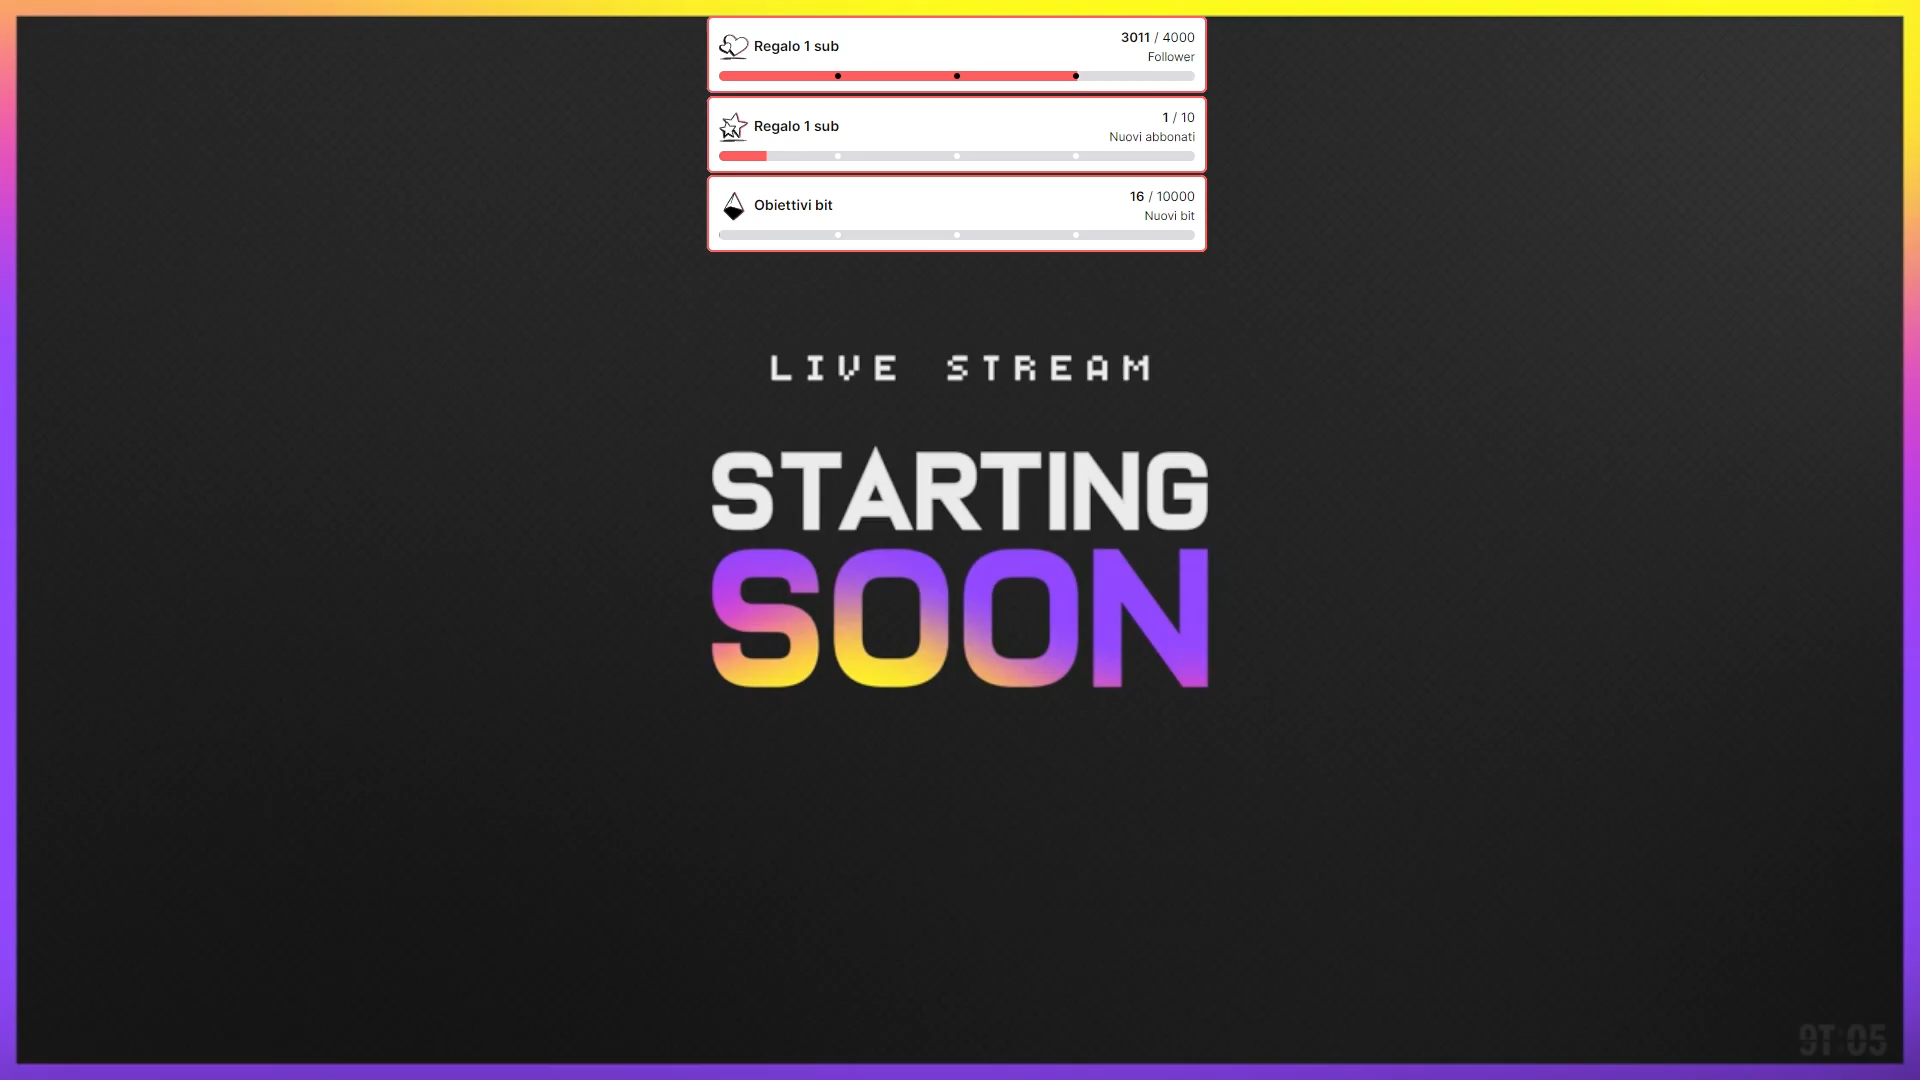 Regalo 1 sub
3011 / 4000
Follower
Regalo 1 sub
1 / 10
Nuovi abbonati
Obiettivi bit
16 / 10000
Nuovi bit
LIVE STREAM
STARTING
SOON